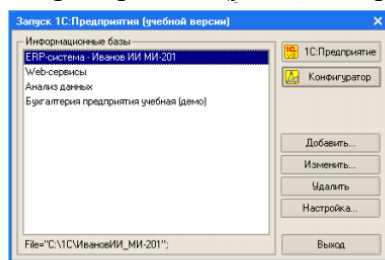 Запуск 1С:Предприятия (учебной версии)
Информационные базы
ERP-система - Иванов ИИ МИ-201
Web-сервисы
Анализ данных
Бухгалтерия предприятия учебная (демо)
1С:Предприятие
Конфигуратор
Добавить...
Изменить...
Удалить
Настройка...
File="C:\1С\ИвановИИ_МИ-201";
Выход